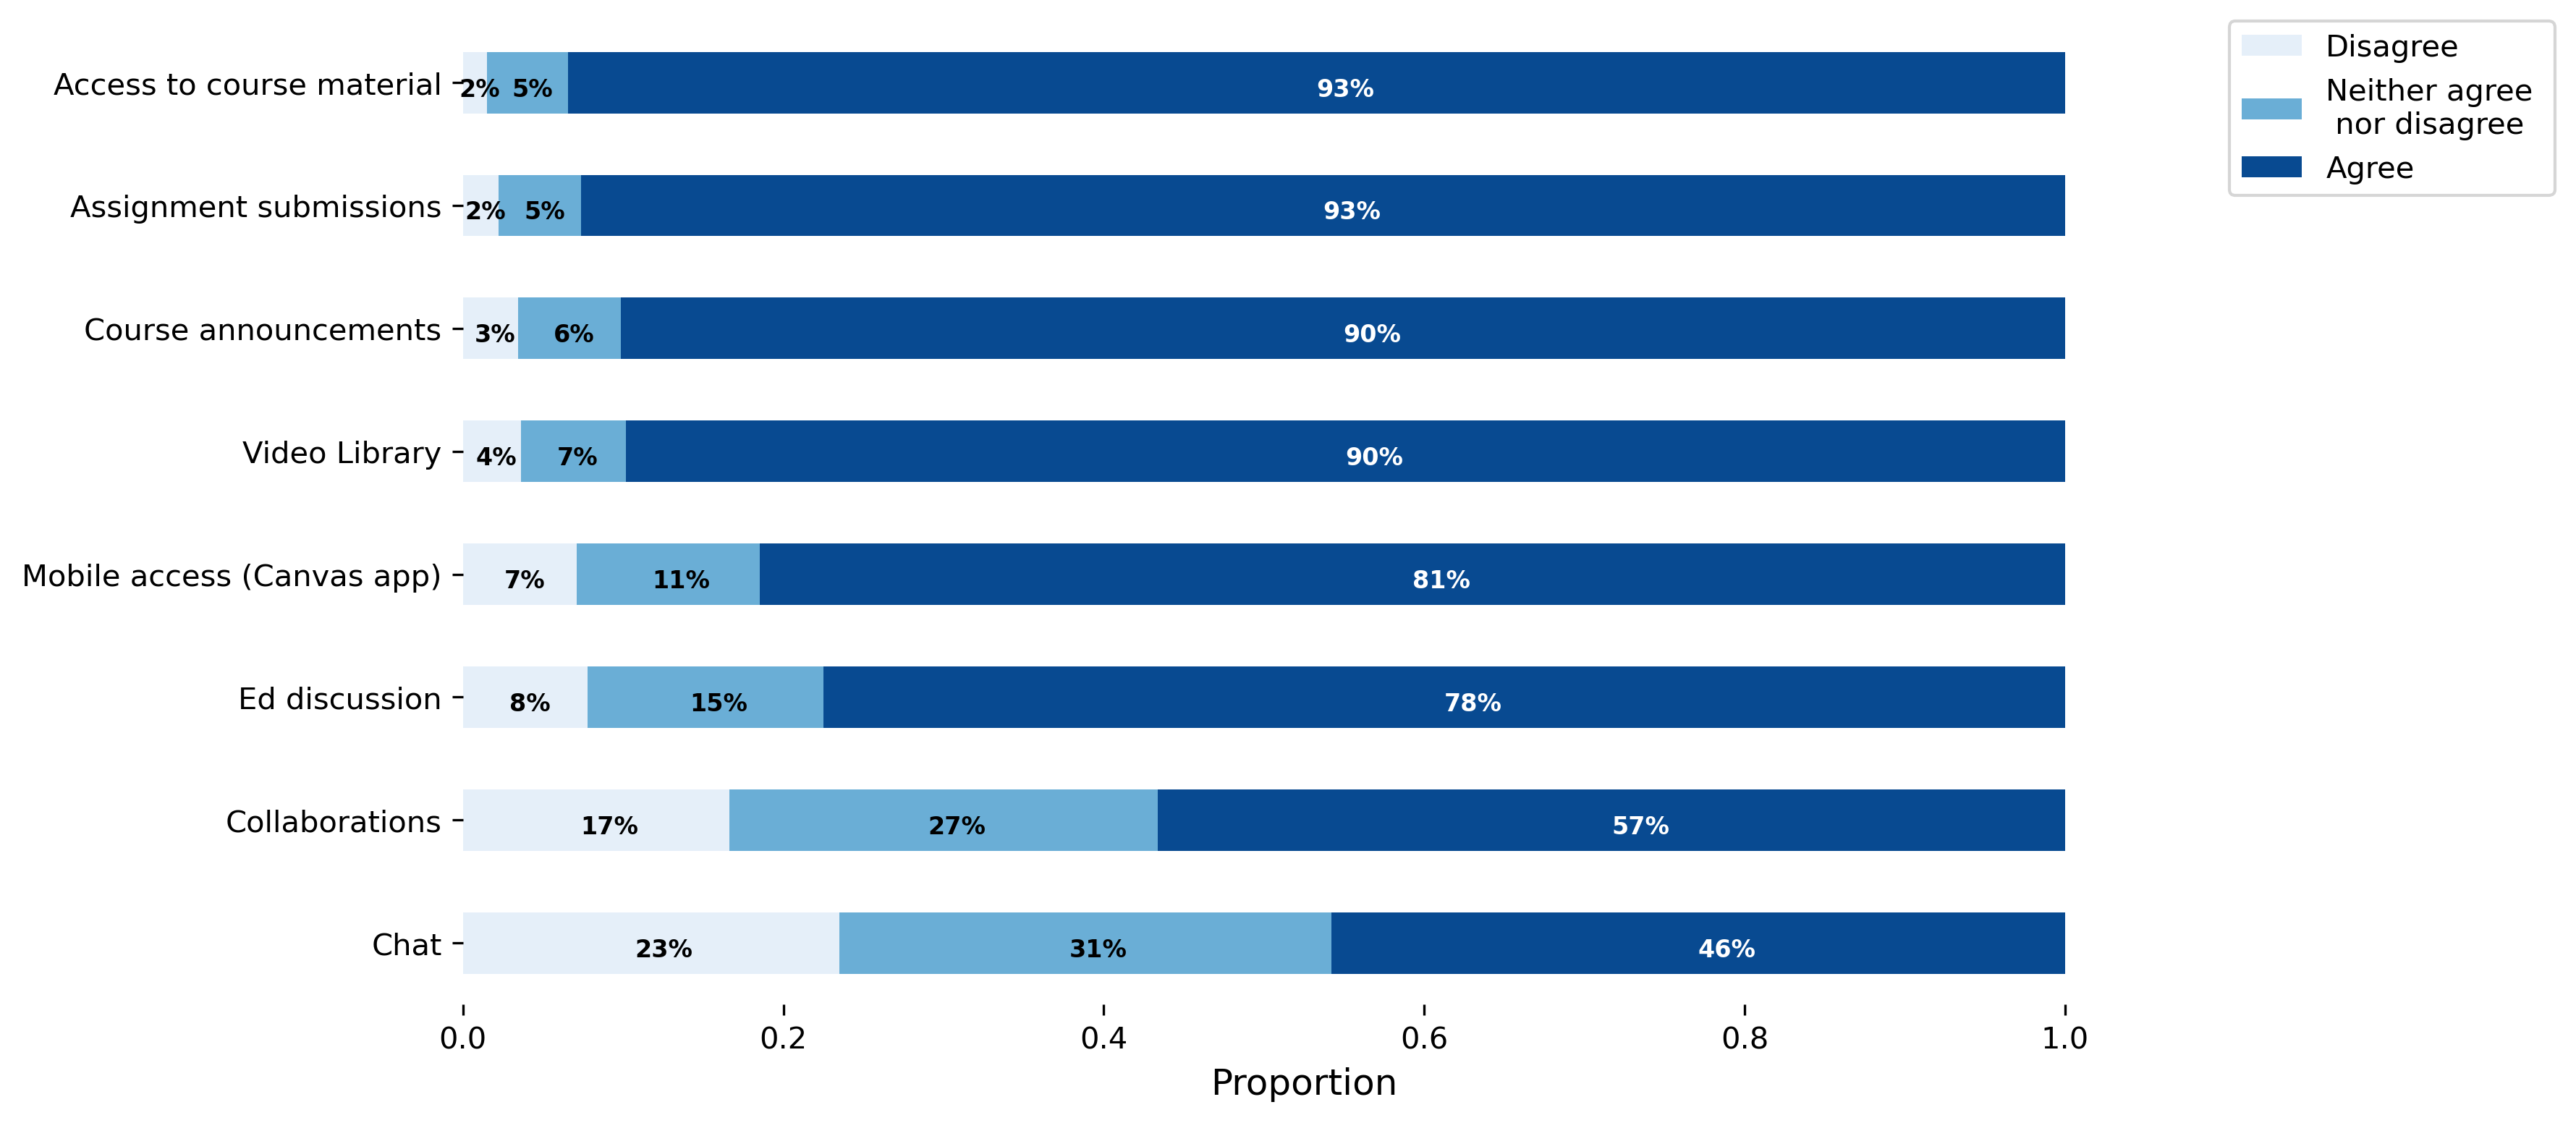 Disagree
Neither agree
nor disagree
Agree
Access to course material 2% 5% 93%
Assignment submissions 2% 5% 93%
Course announcements 3% 6% 90%
Video Library 4% 7% 90%
Mobile access (Canvas app) 7% 11% 81%
Ed discussion 8% 15% 78%
Collaborations 17% 27% 57%
Chat 23% 31% 46%
0.0 0.2 0.4 0.6 0.8 1.0
Proportion